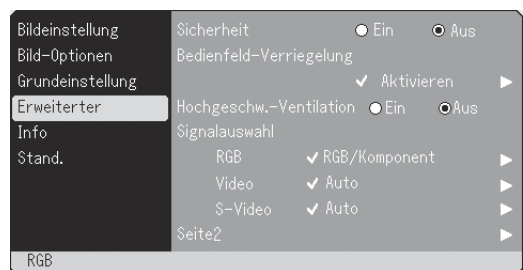 Bildeinstellung
Bild-Optionen
Grundeinstellung
Erweiterter
Info
Stand.
Sicherheit Ein Aus
Bedienfeld-Verriegelung
Aktivieren
Hochgeschw.-Ventilation Ein Aus
Signalauswahl
RGB RGB/Komponent
Video Auto
S-Video Auto
Seite2
RGB